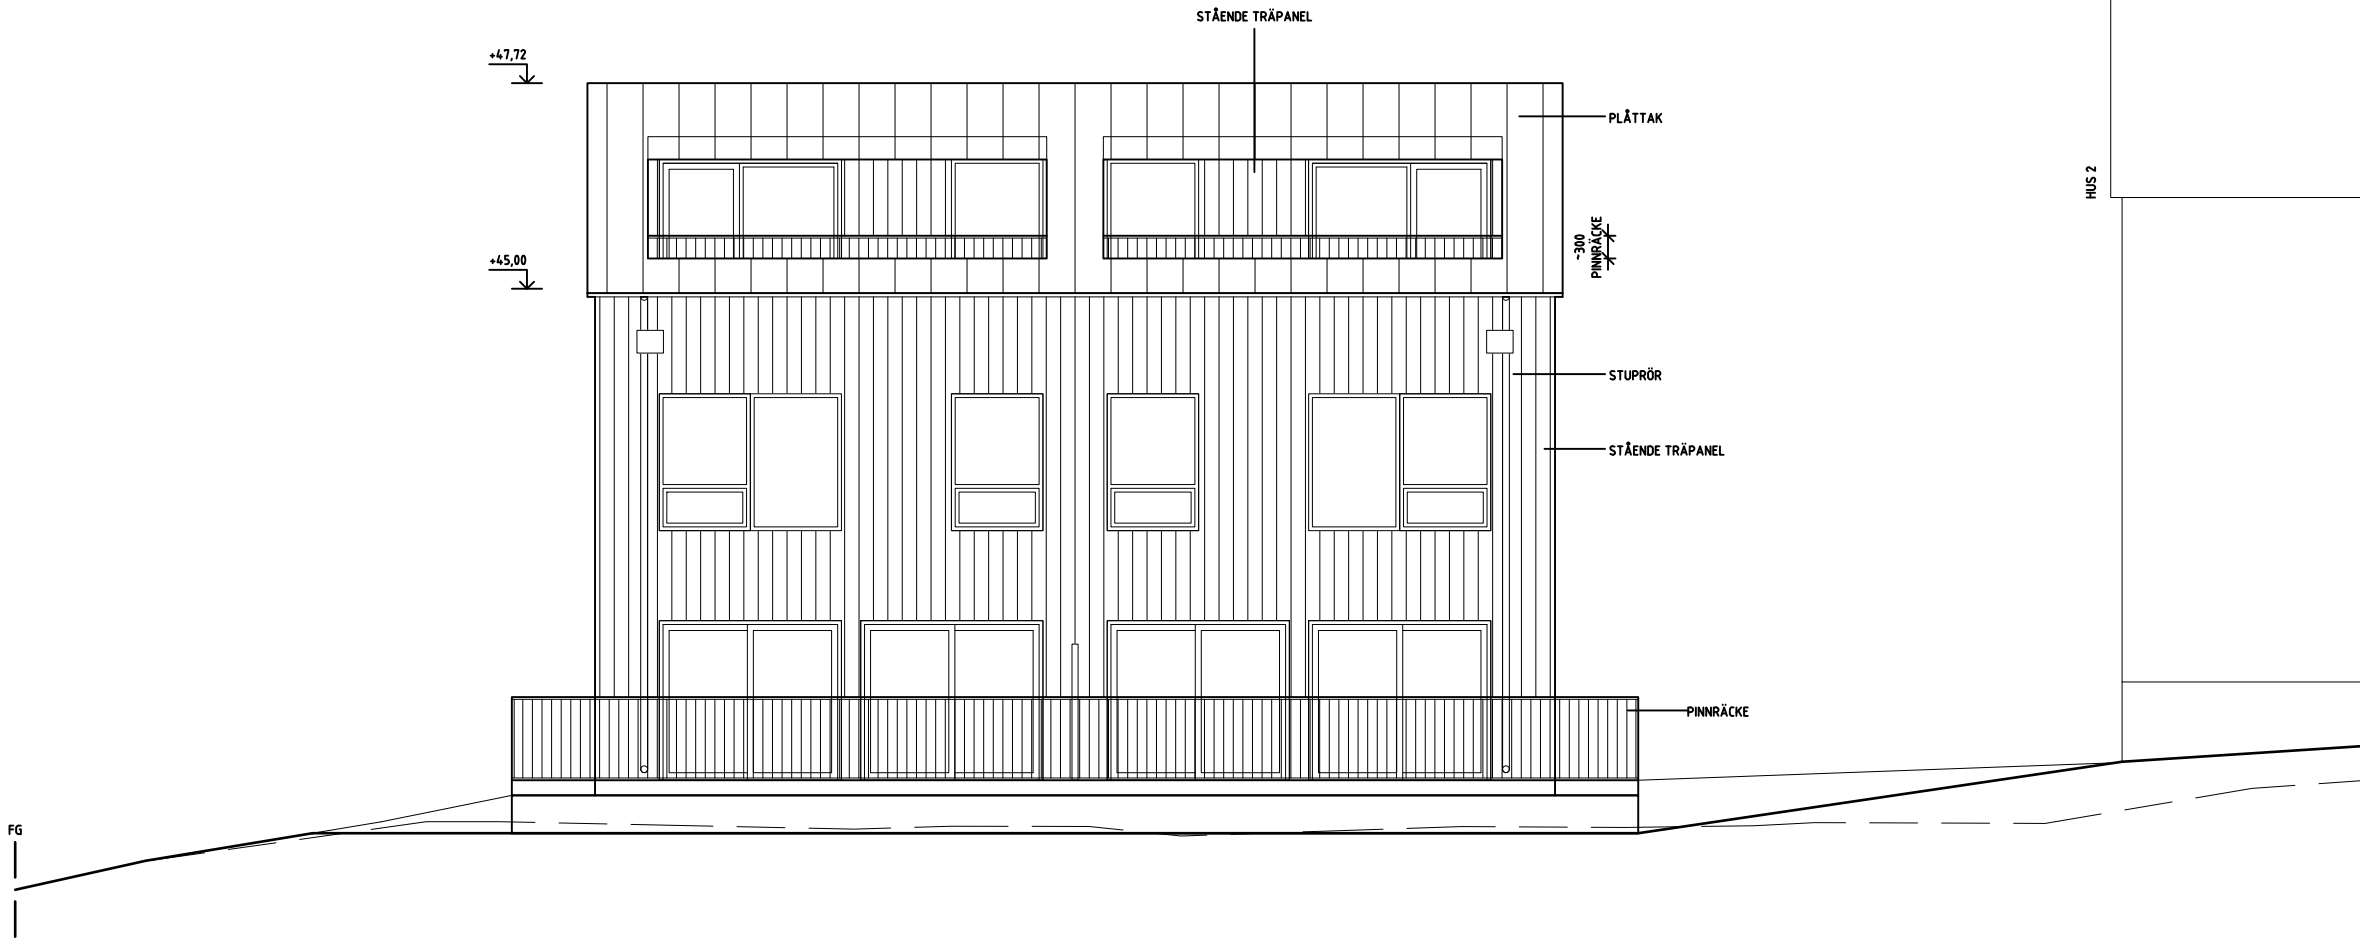 STÅENDE TRÄPANEL
+47,72
PLÅTTAK
HUS 2
~300
PINNRÄCKE
+45,00
STUPRÖR
STÅENDE TRÄPANEL
PINNRÄCKE
FG